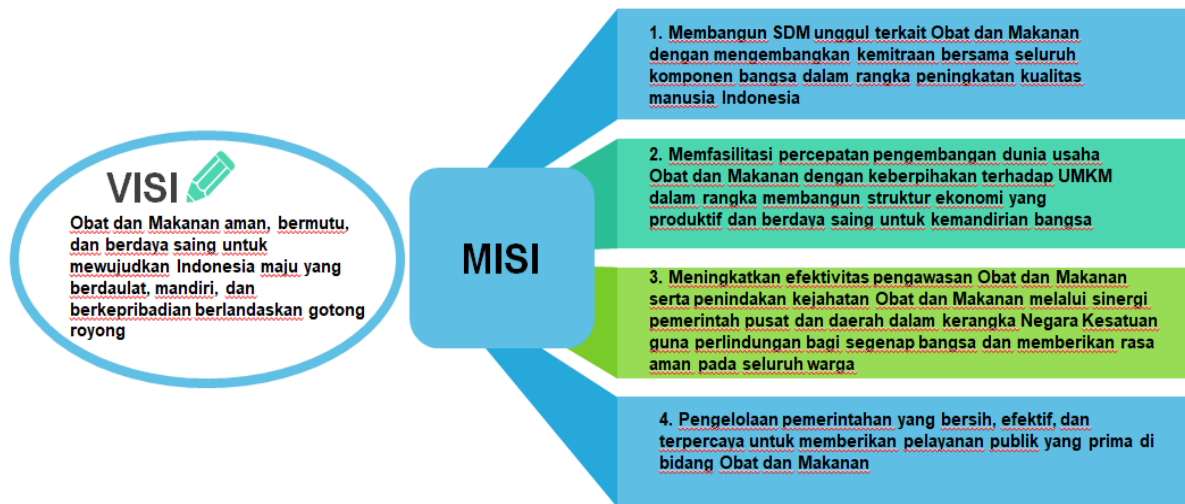 VISI
Obat dan Makanan aman, bermutu,
dan berdaya saing untuk
mewujudkan Indonesia maju yang
berdaulat, mandiri, dan
berkepribadian berlandaskan gotong
royong
MISI
1. Membangun SDM unggul terkait Obat dan Makanan
dengan mengembangkan kemitraan bersama seluruh
komponen bangsa dalam rangka peningkatan kualitas
manusia Indonesia
2. Memfasilitasi percepatan pengembangan dunia usaha
Obat dan Makanan dengan keberpihakan terhadap UMKM
dalam rangka membangun struktur ekonomi yang
produktif dan berdaya saing untuk kemandirian bangsa
3. Meningkatkan efektivitas pengawasan Obat dan Makanan
serta penindakan kejahatan Obat dan Makanan melalui sinergi
pemerintah pusat dan daerah dalam kerangka Negara Kesatuan
guna perlindungan bagi segenap bangsa dan memberikan rasa
aman pada seluruh warga
4. Pengelolaan pemerintahan yang bersih, efektif, dan
terpercaya untuk memberikan pelayanan publik yang prima di
bidang Obat dan Makanan